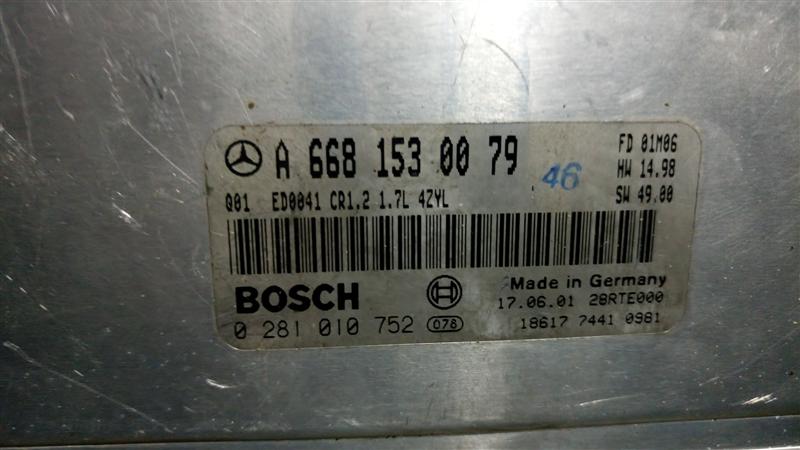 A 668 153 00 79
46
FD 01M06
HW 14.98
SW 49.00
Q01 ED0041 CR1.2 1.7L 4ZYL
BOSCH
Made in Germany
17.06.01 28RTE000
0 281 010 752 078
18617 7441 0981